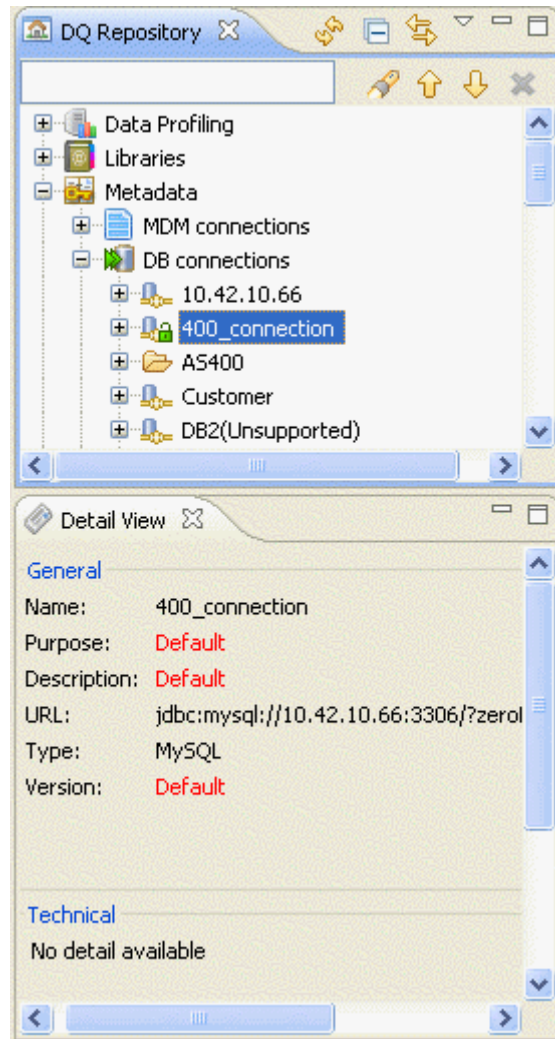 DQ Repository
Data Profiling
Libraries
Metadata
MDM connections
DB connections
10.42.10.66
400_connection
AS400
Customer
DB2(Unsupported)
Detail View
General
Name: 400_connection
Purpose: Default
Description: Default
URL: jdbc:mysql://10.42.10.66:3306/?zero
Type: MySQL
Version: Default
Technical
No detail available